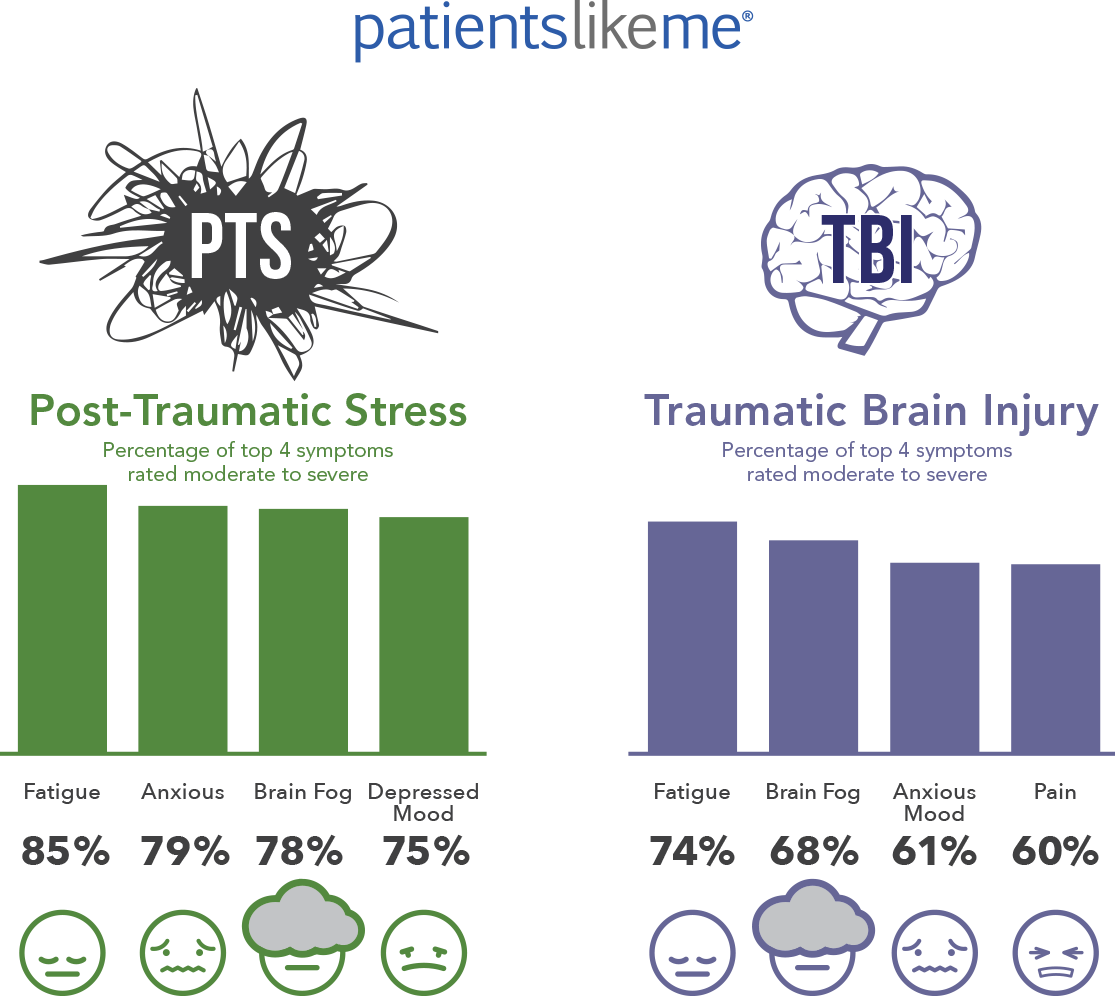 patientslikeme®
PTS
TBI
Post-Traumatic Stress
Percentage of top 4 symptoms
rated moderate to severe
Fatigue
Anxious
Brain Fog
Depressed
Mood
85%
79%
78%
75%
Traumatic Brain Injury
Percentage of top 4 symptoms
rated moderate to severe
Fatigue
Brain Fog
Anxious
Mood
Pain
74%
68%
61%
60%